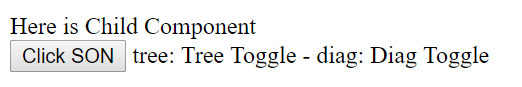 Here is Child Component
Click SON tree: Tree Toggle - diag: Diag Toggle